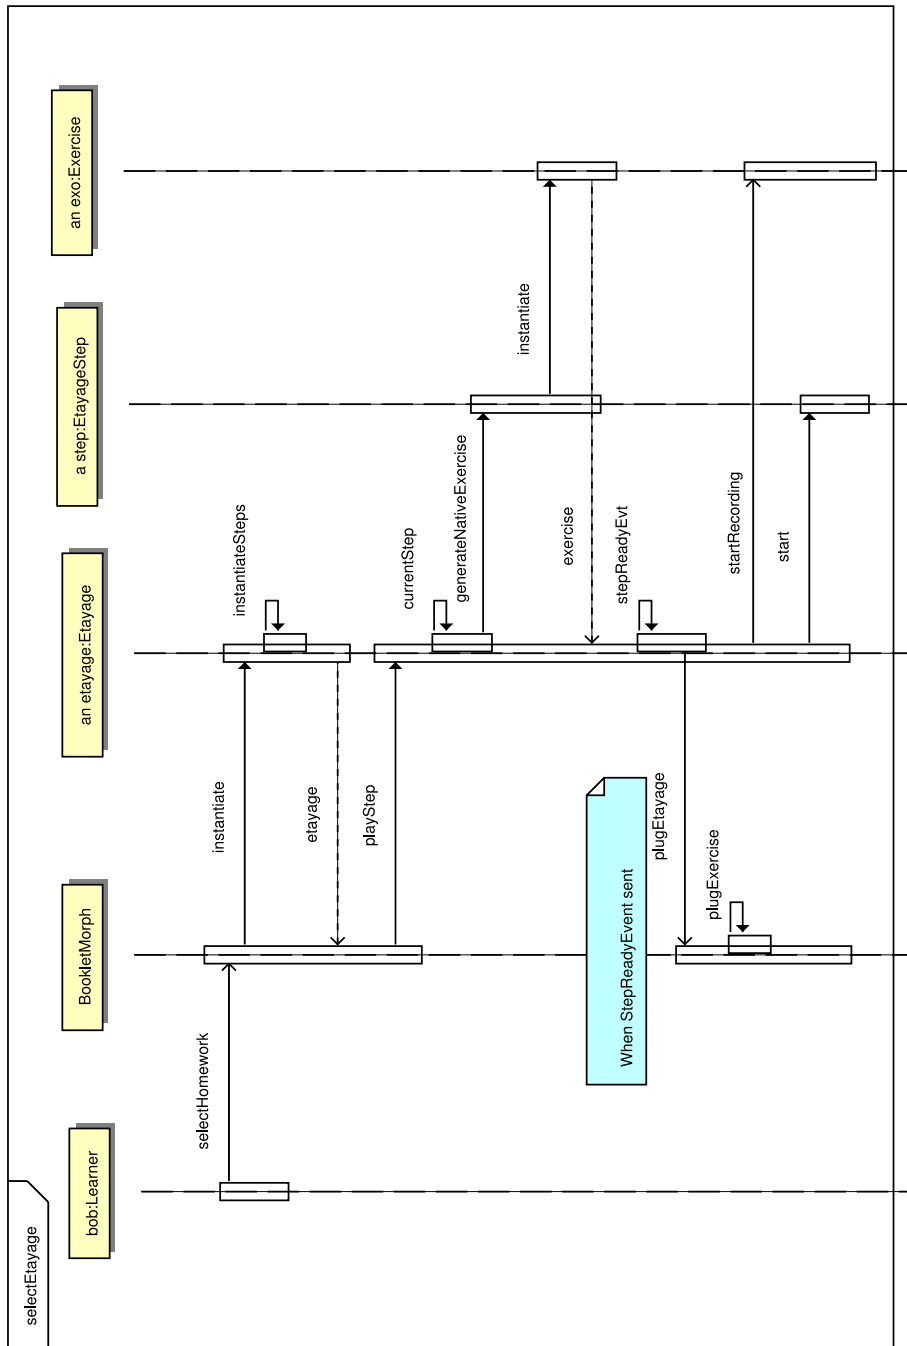 selectEtayage
bob:Learner
BookletMorph
an etayage:Etayage
a step:EtayageStep
an exo:Exercise
selectHomework
instantiate
instantiateSteps
etayage
playStep
currentStep
generateNativeExercise
instantiate
exercise
stepReadyEvt
When StepReadyEvent sent
plugEtayage
plugExercise
startRecording
start